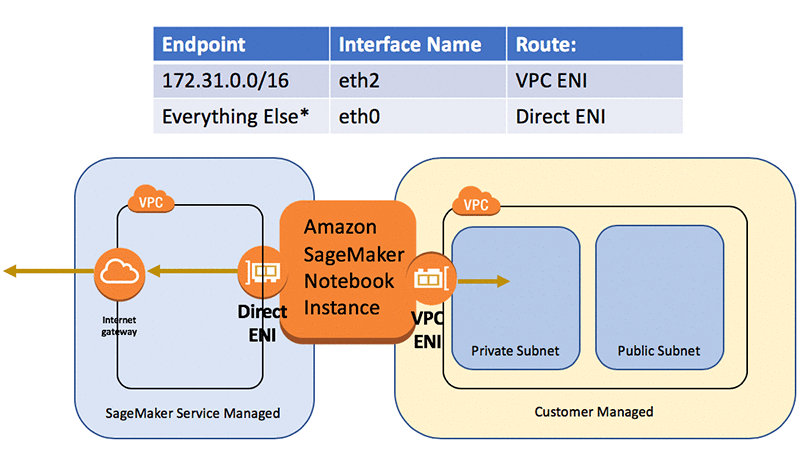 Endpoint Interface Name Route:
172.31.0.0/16 eth2 VPC ENI
Everything Else* eth0 Direct ENI
VPC
VPC
Amazon
SageMaker
Notebook
Instance
Internet
gateway
Direct
ENI
VPC
ENI
Private Subnet
Public Subnet
SageMaker Service Managed
Customer Managed